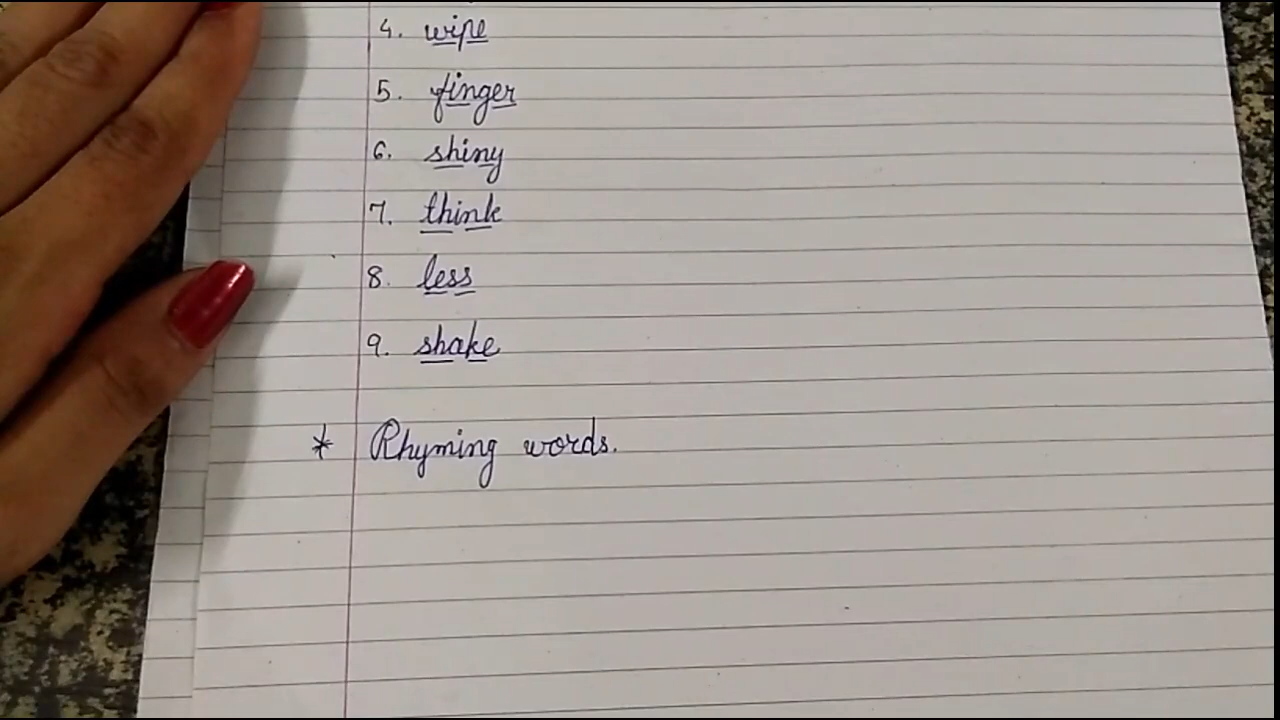 4. wipe
5. finger
6. shiny
7. think
8. less
9. shake
* Rhyming words.